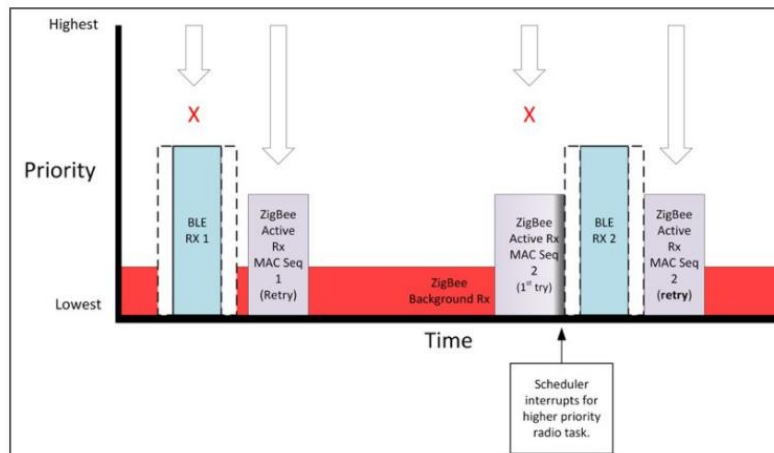 Highest
X
X
Priority
BLE
RX 1
ZigBee
Active
Rx
MAC Seq
1
(Retry)
ZigBee
Active Rx
MAC Seq
2
(1st try)
BLE
RX 2
ZigBee
Active
Rx
MAC Seq
2
(retry)
ZigBee
Background Rx
Lowest
Time
Scheduler
interrupts for
higher priority
radio task.